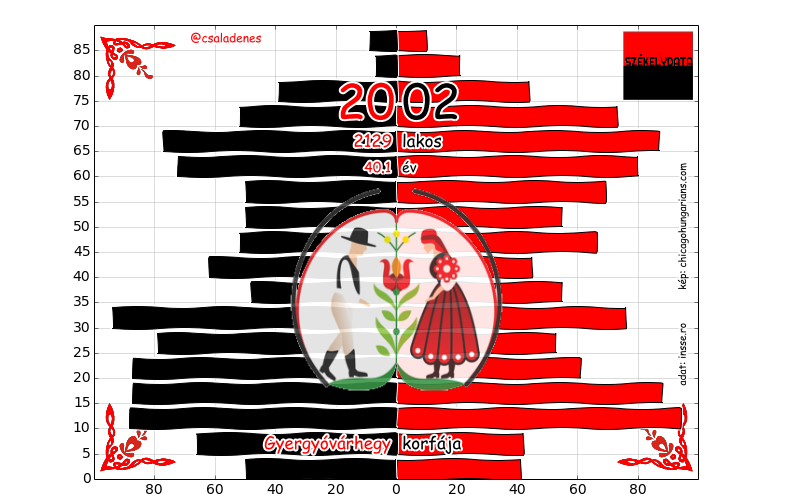 @csaladenes
SZÉKELYDATA
2002
2129 lakos
40.1 év
kép: chicagohungarians.com
adat: insse.ro
Gyergyóvárhegy korfája
85
80
75
70
65
60
55
50
45
40
35
30
25
20
15
10
5
0
80 60 40 20 0 20 40 60 80